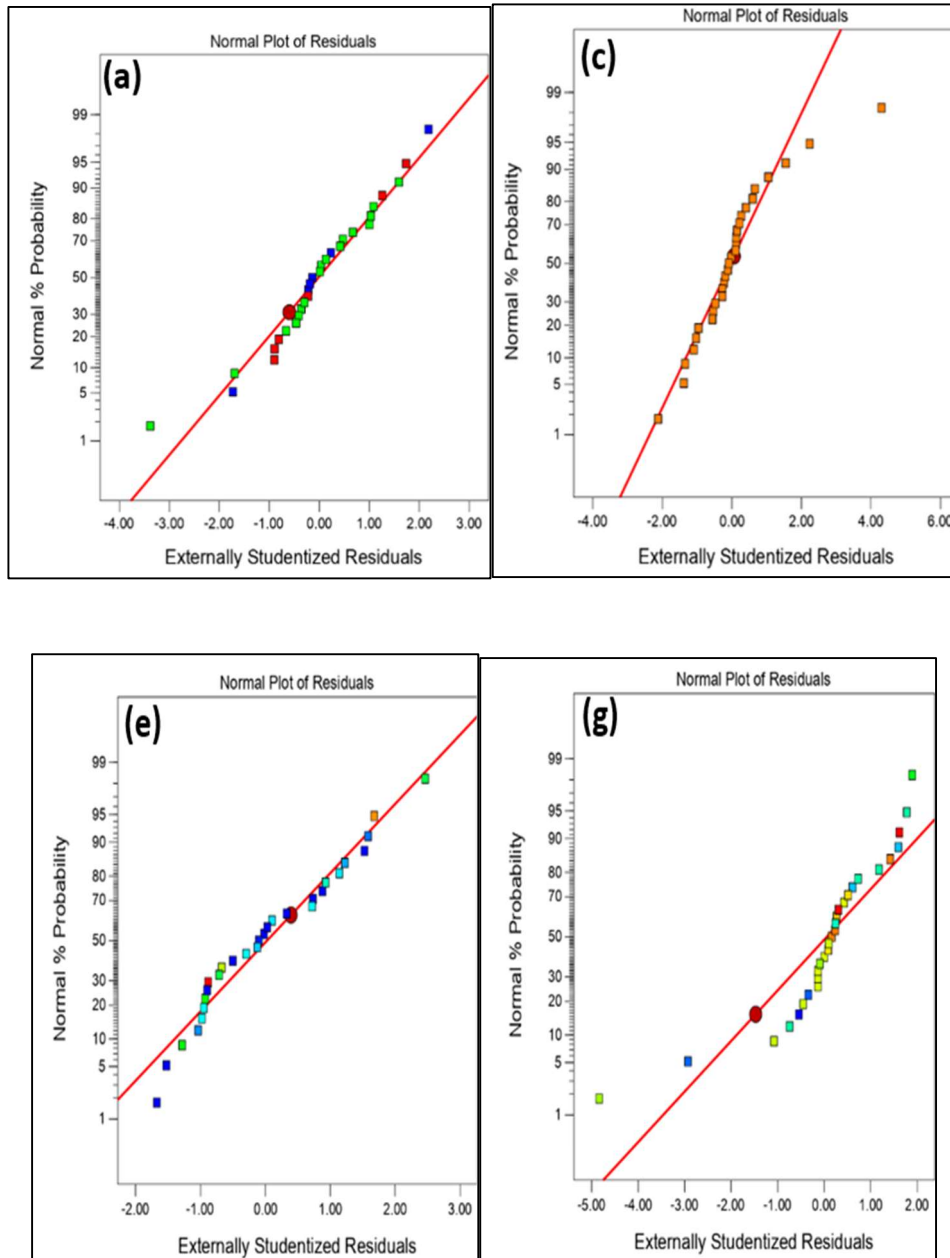 Normal Plot of Residuals
(a)
Normal % Probability
99
95
90
80
70
50
30
20
10
5
1
-4.00 -3.00 -2.00 -1.00 0.00 1.00 2.00 3.00
Externally Studentized Residuals
Normal Plot of Residuals
(c)
Normal % Probability
99
95
90
80
70
50
30
20
10
5
1
-4.00 -2.00 0.00 2.00 4.00 6.00
Externally Studentized Residuals
Normal Plot of Residuals
(e)
Normal % Probability
99
95
90
80
70
50
30
20
10
5
1
-2.00 -1.00 0.00 1.00 2.00 3.00
Externally Studentized Residuals
Normal Plot of Residuals
(g)
Normal % Probability
99
95
90
80
70
50
30
20
10
5
1
-5.00 -4.00 -3.00 -2.00 -1.00 0.00 1.00 2.00
Externally Studentized Residuals